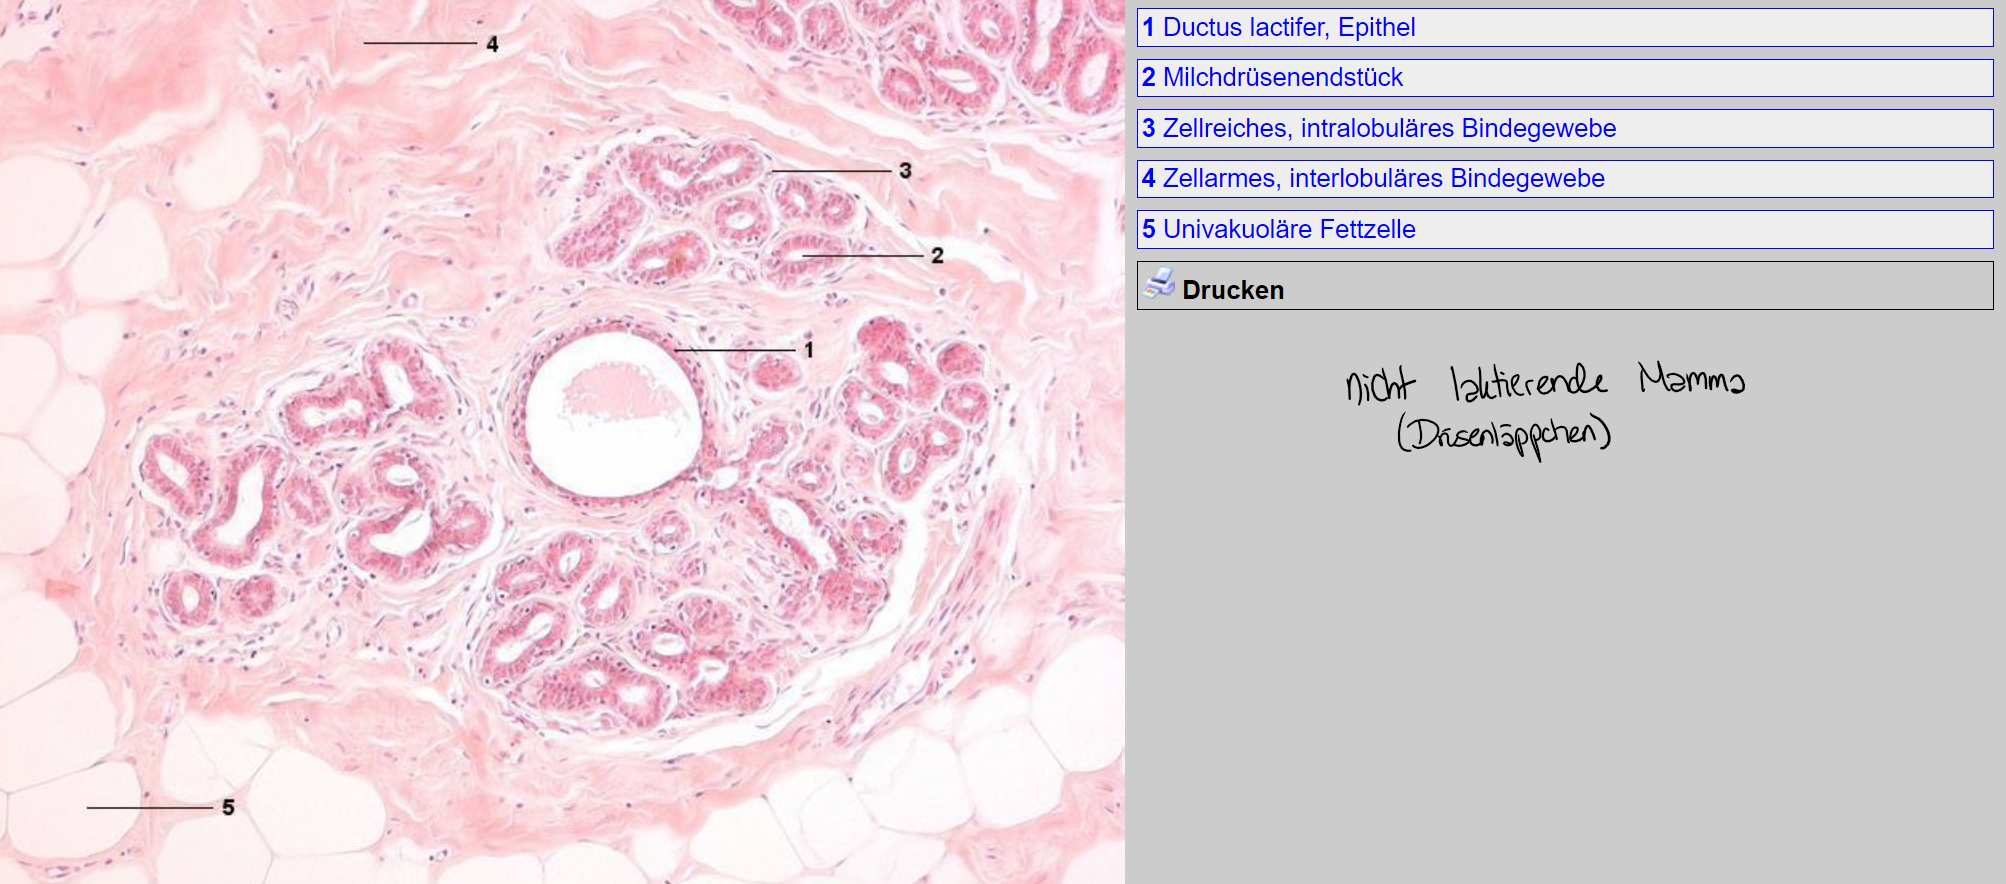 4
3
2
1
5
1 Ductus lactifer, Epithel
2 Milchdrüsenendstück
3 Zellreiches, intralobuläres Bindegewebe
4 Zellarmes, interlobuläres Bindegewebe
5 Univakuoläre Fettzelle
Drucken
nicht laktierende Mamma
(Drüsenläppchen)